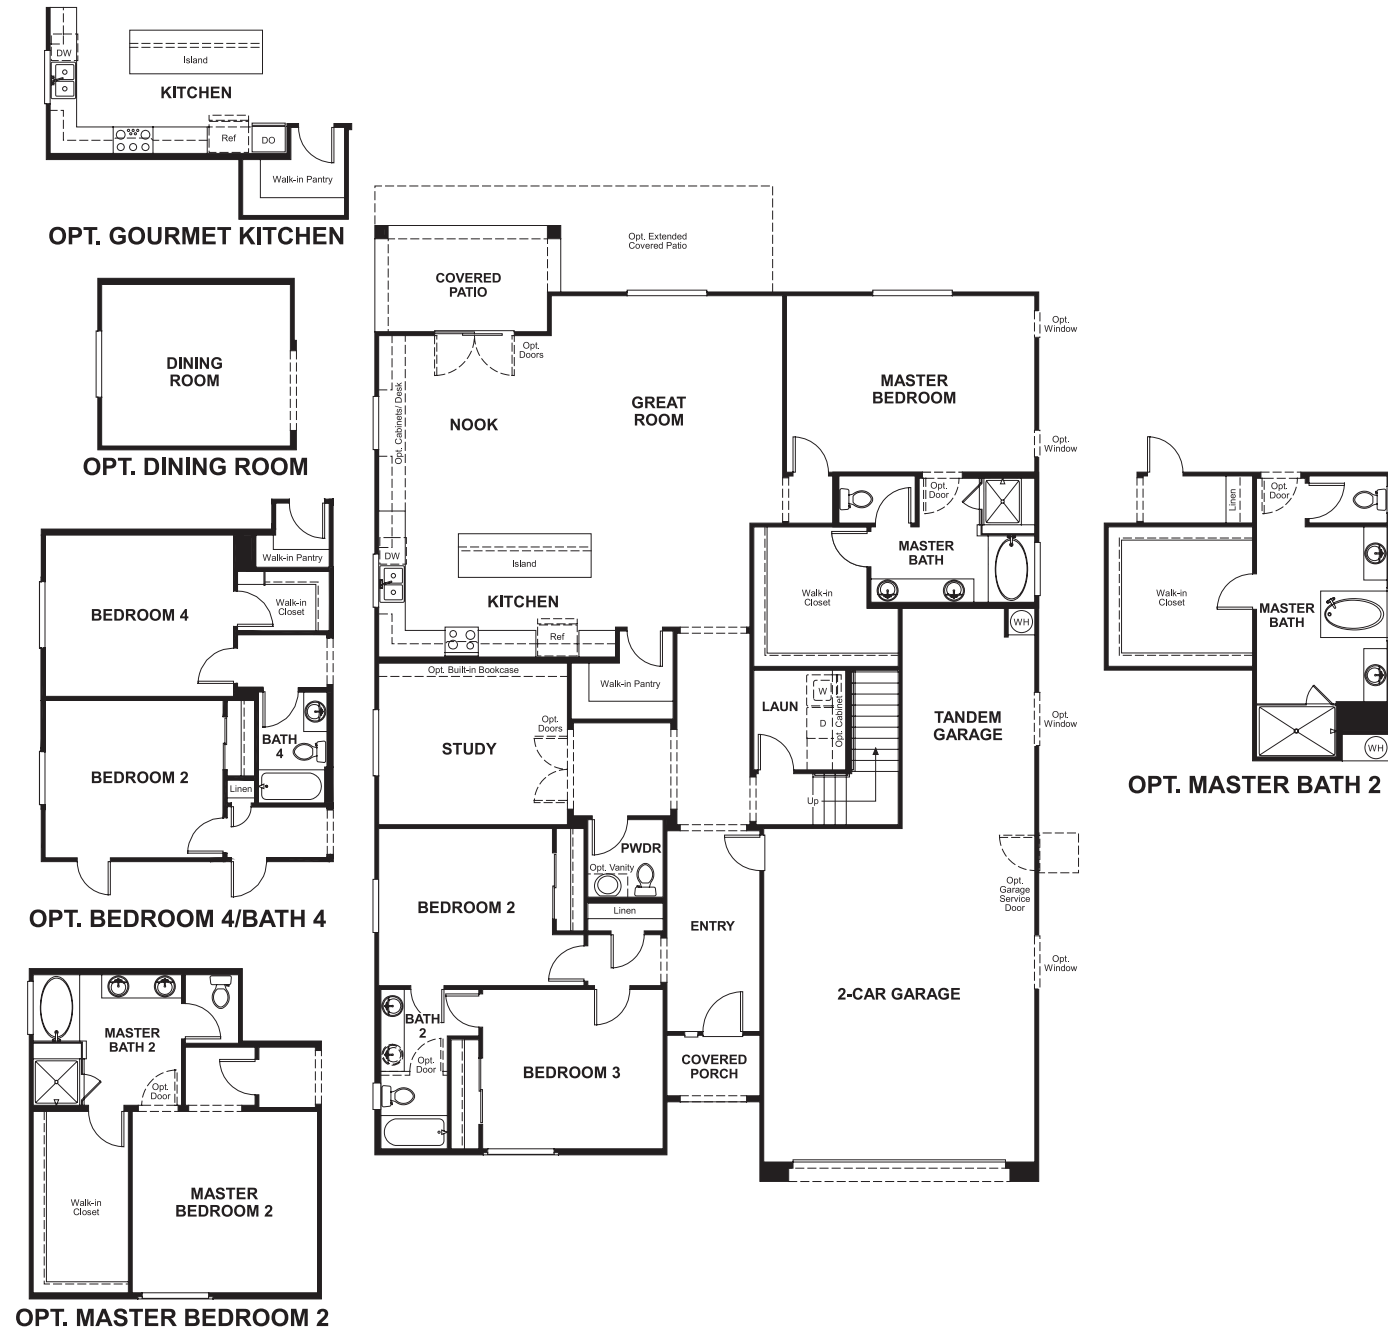 DW
Island
KITCHEN
Ref
DO
Walk-in Pantry
OPT. GOURMET KITCHEN
DINING
ROOM
OPT. DINING ROOM
Walk-in Pantry
BEDROOM 4
Walk-in
Closet
BATH
4
BEDROOM 2
Linen
OPT. BEDROOM 4/BATH 4
MASTER
BATH 2
Opt.
Door
Walk-in
Closet
MASTER
BEDROOM 2
OPT. MASTER BEDROOM 2
Opt. Extended
Covered Patio
COVERED
PATIO
Opt.
Doors
Opt. Cabinets/ Desk
NOOK
GREAT
ROOM
MASTER
BEDROOM
Opt.
Window
Opt.
Window
Opt.
Door
MASTER
BATH
DW
Island
KITCHEN
Ref
Walk-in
Closet
WH
Opt. Built-in Bookcase
Walk-in Pantry
LAUN
W
D
Opt. Cabinet
TANDEM
GARAGE
Opt.
Window
STUDY
Opt.
Doors
Up
PWDR
Opt. Vanity
Opt.
Garage
Service
Door
BEDROOM 2
Linen
ENTRY
Opt.
Window
2-CAR GARAGE
BATH
2
Opt.
Door
BEDROOM 3
COVERED
PORCH
Linen
Opt.
Door
Walk-in
Closet
MASTER
BATH
WH
OPT. MASTER BATH 2